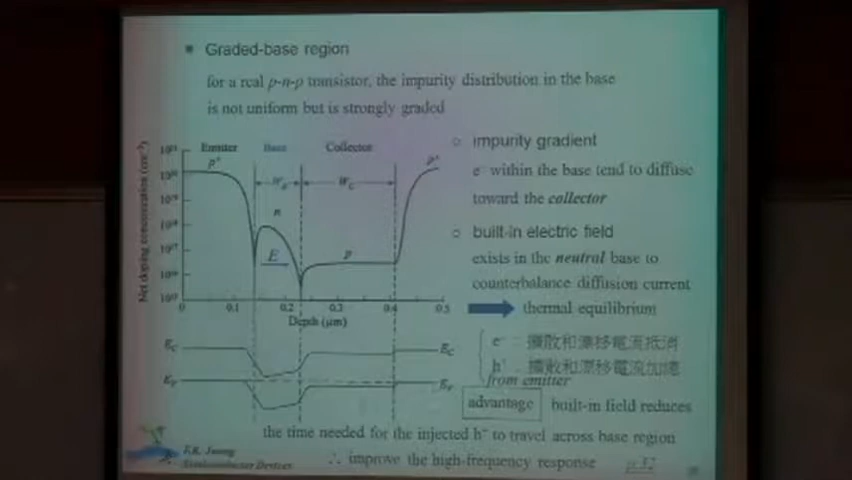 Graded-base region
for a real p-n-p transistor, the impurity distribution in the base
is not uniform but is strongly graded
Emitter Base Collector
impurity gradient
e⁻ within the base tend to diffuse
toward the collector
built-in electric field
exists in the neutral base to
counterbalance diffusion current
thermal equilibrium
Net doping concentration (cm⁻³)
p⁺ n p p⁺
E
0 0.1 0.2 0.3 0.4 0.5
Depth (μm)
E_C E_C
e⁻ : 擴散和漂移電流抵消
h⁺ : 擴散和漂移電流加總
from emitter
advantage built-in field reduces
the time needed for the injected h⁺ to travel across base region
∴ improve the high-frequency response
Semiconductor Devices